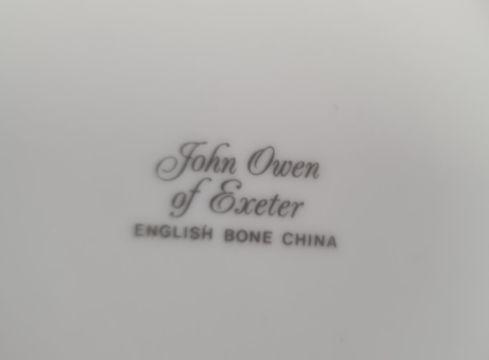 John Owen
of Exeter
ENGLISH BONE CHINA